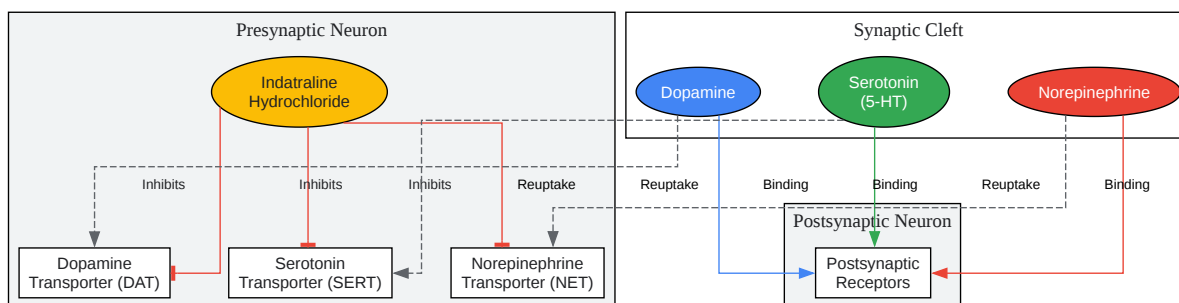 Presynaptic Neuron
Synaptic Cleft
Indatraline
Hydrochloride
Dopamine
Serotonin
(5-HT)
Norepinephrine
Inhibits
Inhibits
Inhibits
Reuptake
Reuptake
Binding
Binding
Reuptake
Binding
Postsynaptic Neuron
Dopamine
Transporter (DAT)
Serotonin
Transporter (SERT)
Norepinephrine
Transporter (NET)
Postsynaptic
Receptors